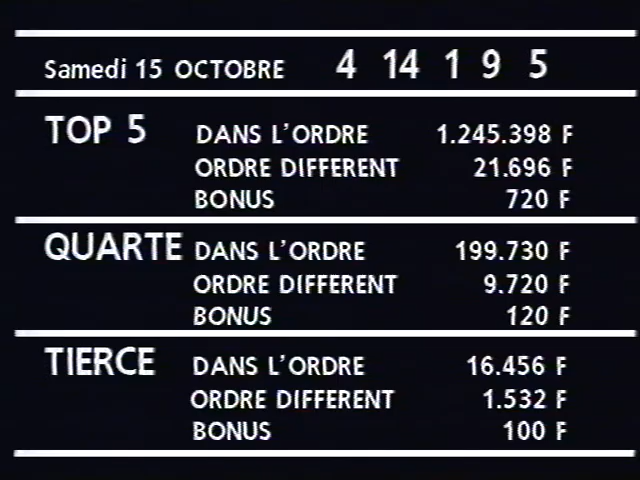 Samedi 15 OCTOBRE 4 14 1 9 5
TOP 5 DANS L'ORDRE 1.245.398 F
ORDRE DIFFERENT 21.696 F
BONUS 720 F
QUARTE DANS L'ORDRE 199.730 F
ORDRE DIFFERENT 9.720 F
BONUS 120 F
TIERCE DANS L'ORDRE 16.456 F
ORDRE DIFFERENT 1.532 F
BONUS 100 F